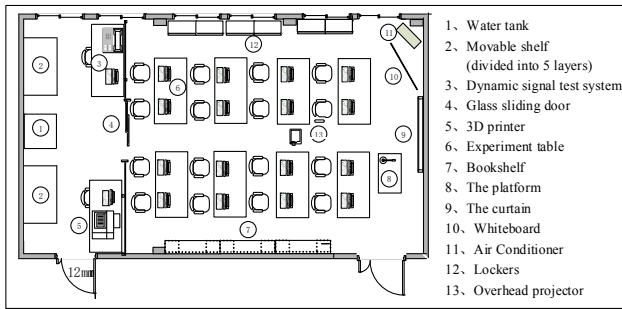 12
11
2
3
6
10
1
4
13
9
2
8
5
7
12mm
1、Water tank
2、Movable shelf
(divided into 5 layers)
3、Dynamic signal test system
4、Glass sliding door
5、3D printer
6、Experiment table
7、Bookshelf
8、The platform
9、The curtain
10、Whiteboard
11、Air Conditioner
12、Lockers
13、Overhead projector